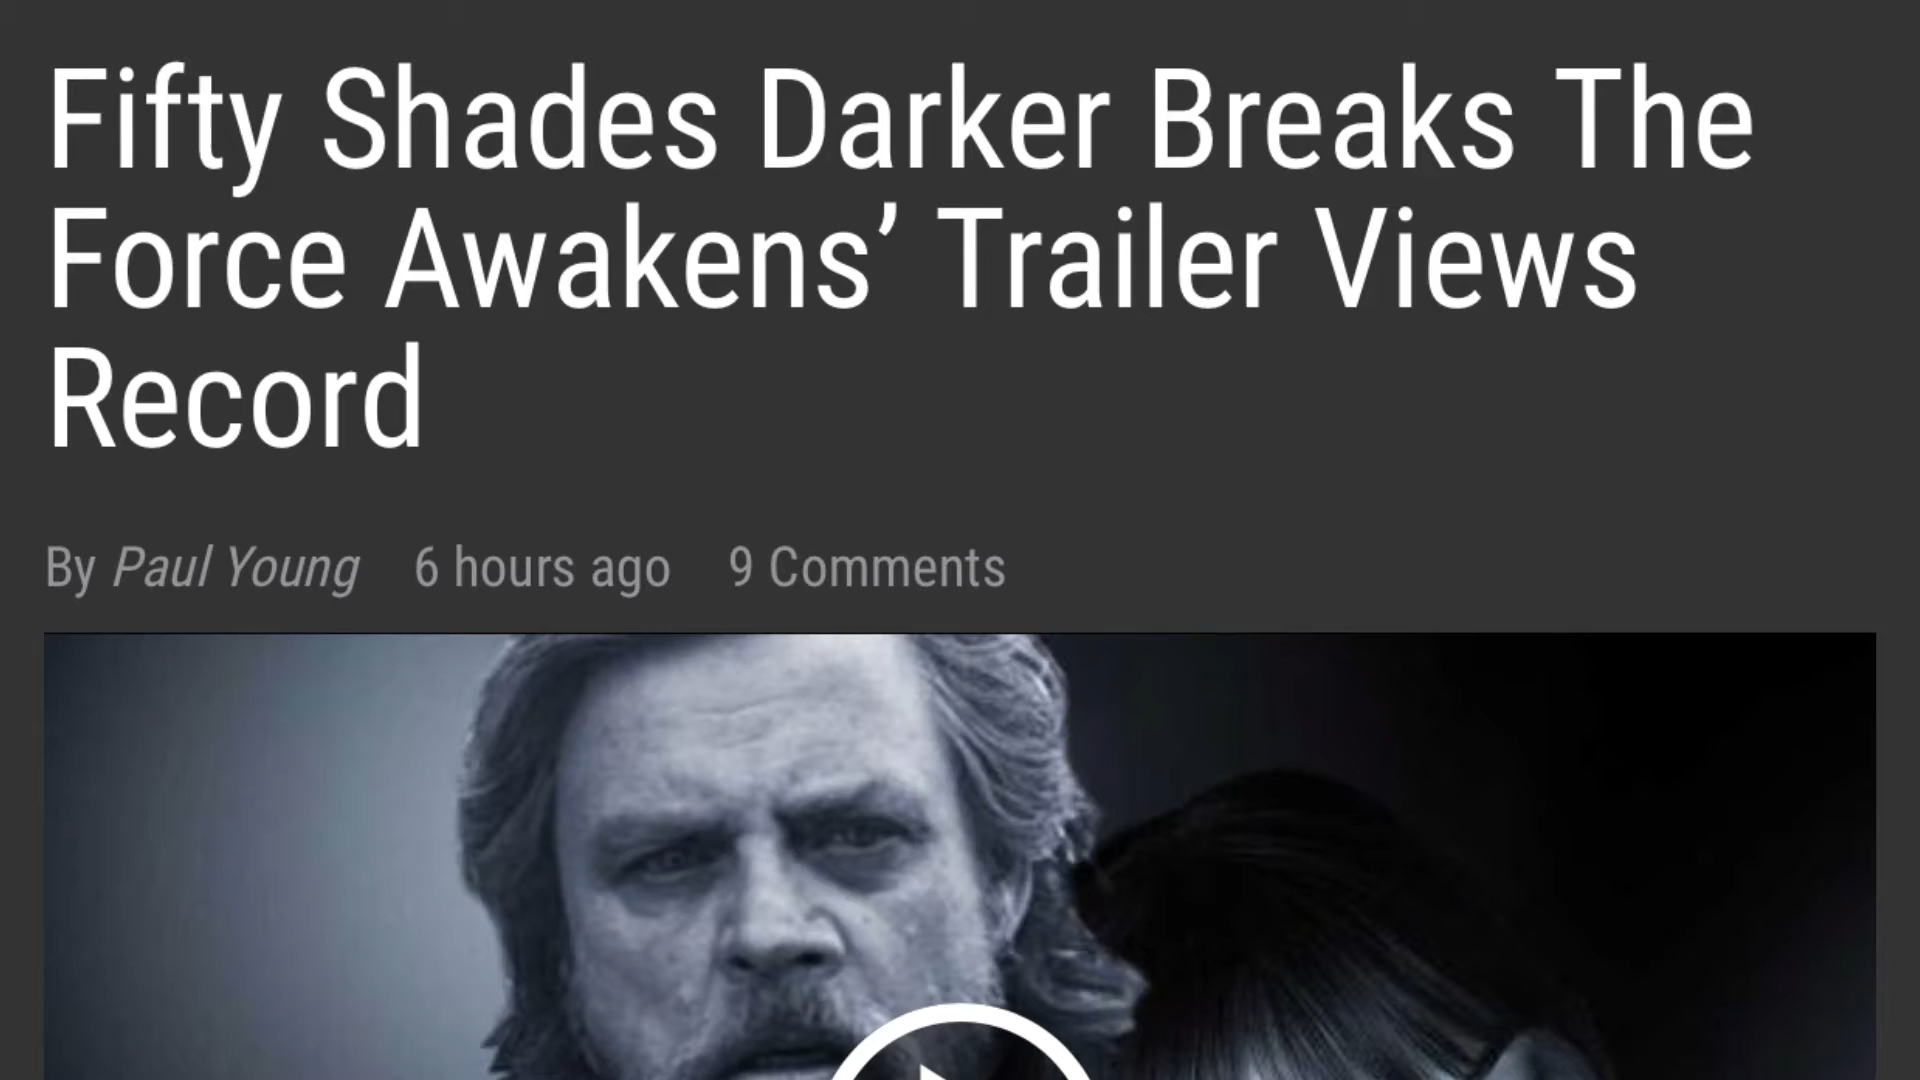 Fifty Shades Darker Breaks The
Force Awakens’ Trailer Views
Record
By Paul Young 6 hours ago 9 Comments